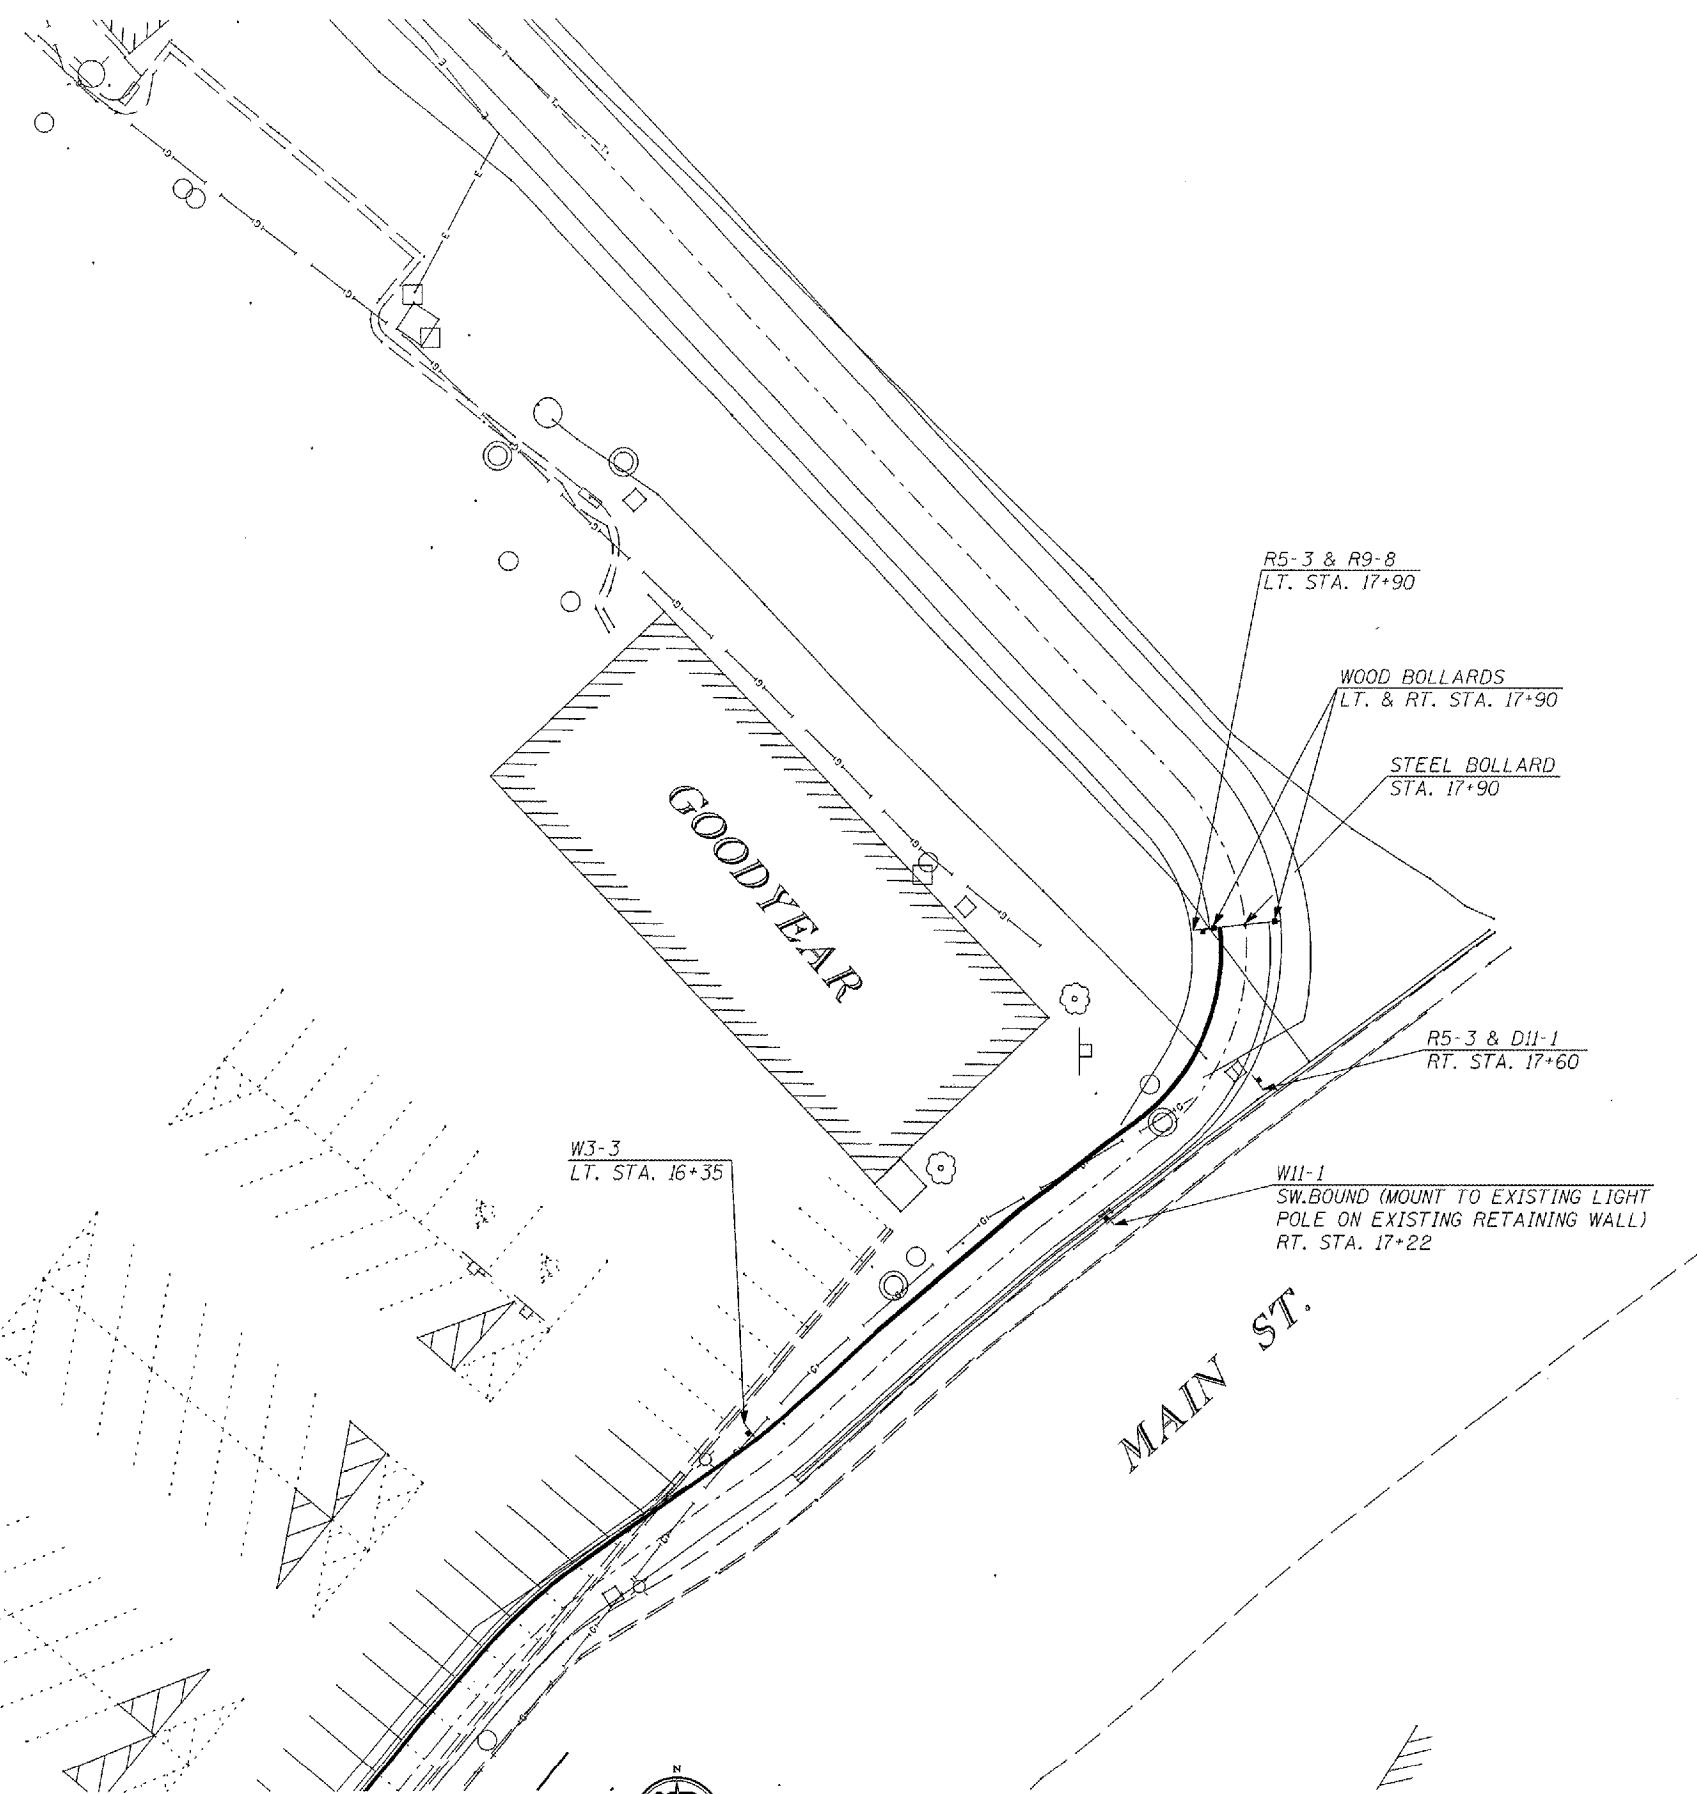 R5-3 & R9-8
LT. STA. 17+90
WOOD BOLLARDS
LT. & RT. STA. 17+90
STEEL BOLLARD
STA. 17+90
GOODYEAR
R5-3 & D11-1
RT. STA. 17+60
W3-3
LT. STA. 16+35
W11-1
SW.BOUND (MOUNT TO EXISTING LIGHT
POLE ON EXISTING RETAINING WALL)
RT. STA. 17+22
MAIN ST.
N